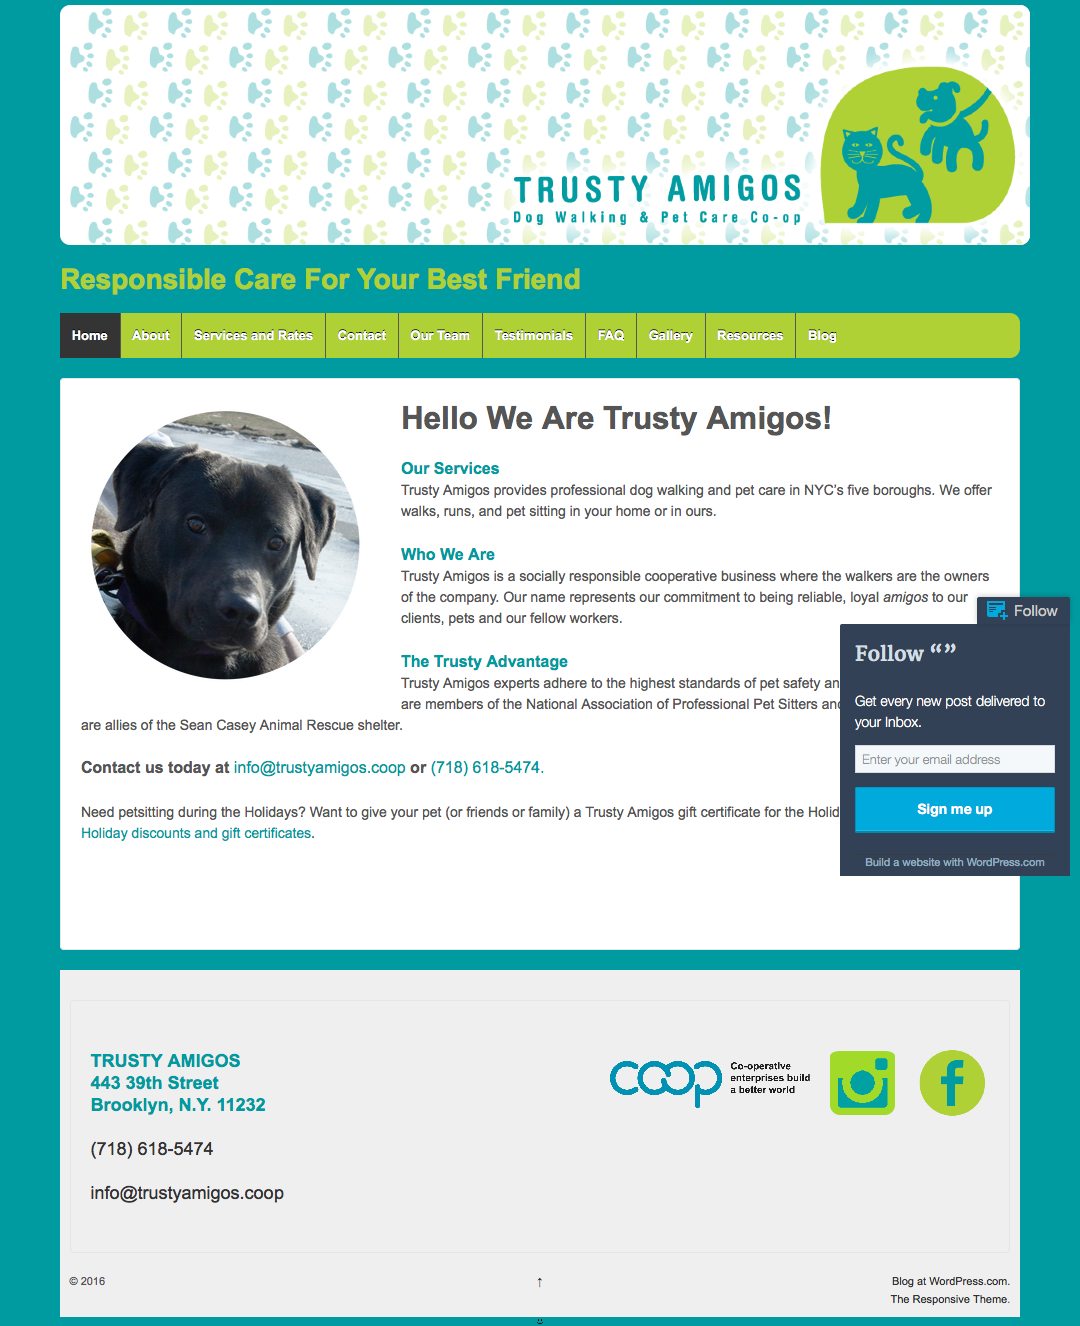 TRUSTY AMIGOS
Dog Walking & Pet Care Co-op
Responsible Care For Your Best Friend
Home About Services and Rates Contact Our Team Testimonials FAQ Gallery Resources Blog
Hello We Are Trusty Amigos!
Our Services
Trusty Amigos provides professional dog walking and pet care in NYC's five boroughs. We offer
walks, runs, and pet sitting in your home or in ours.
Who We Are
Trusty Amigos is a socially responsible cooperative business where the walkers are the owners
of the company. Our name represents our commitment to being reliable, loyal amigos to our
clients, pets and our fellow workers.
The Trusty Advantage
Trusty Amigos experts adhere to the highest standards of pet safety an
are members of the National Association of Professional Pet Sitters and
are allies of the Sean Casey Animal Rescue shelter.
Contact us today at info@trustyamigos.coop or (718) 618-5474.
Need petsitting during the Holidays? Want to give your pet (or friends or family) a Trusty Amigos gift certificate for the Holid
Holiday discounts and gift certificates.
Follow
Follow “”
Get every new post delivered to
your Inbox.
Enter your email address
Sign me up
Build a website with WordPress.com
TRUSTY AMIGOS
443 39th Street
Brooklyn, N.Y. 11232
(718) 618-5474
info@trustyamigos.coop
coop
Co-operative
enterprises build
a better world
© 2016
↑
Blog at WordPress.com.
The Responsive Theme.